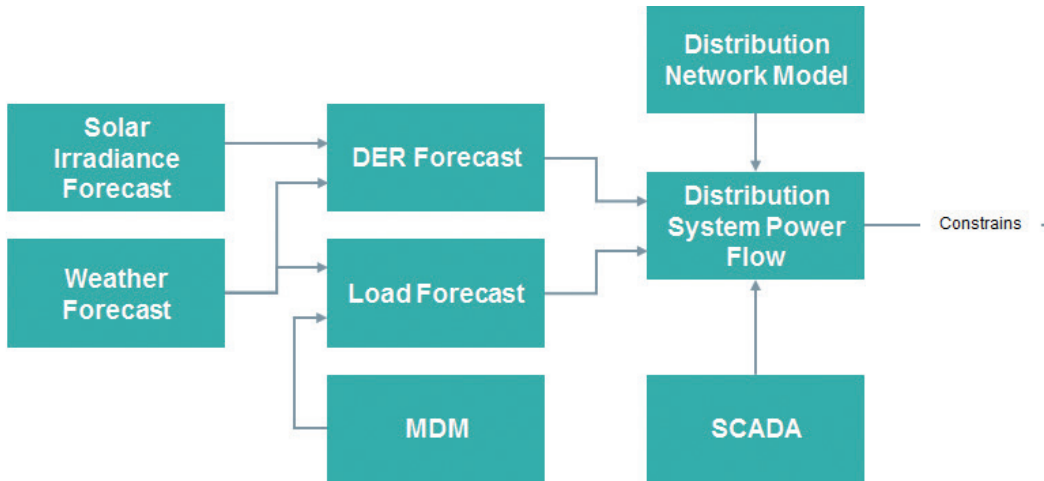 Solar
Irradiance
Forecast
Weather
Forecast
DER Forecast
Load Forecast
MDM
Distribution
Network Model
Distribution
System Power
Flow
SCADA
Constrains